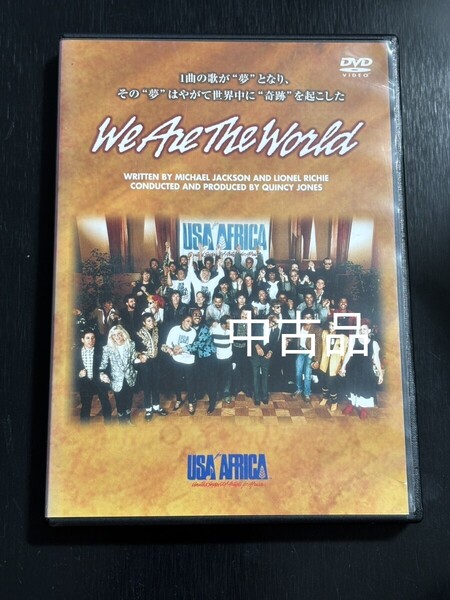 DVD
VIDEO
1曲の歌が“夢”となり、
その“夢”はやがて世界中に“奇跡”を起こした
We Are The World
WRITTEN BY MICHAEL JACKSON AND LIONEL RICHIE
CONDUCTED AND PRODUCED BY QUINCY JONES
USA AFRICA
中古品
USA AFRICA